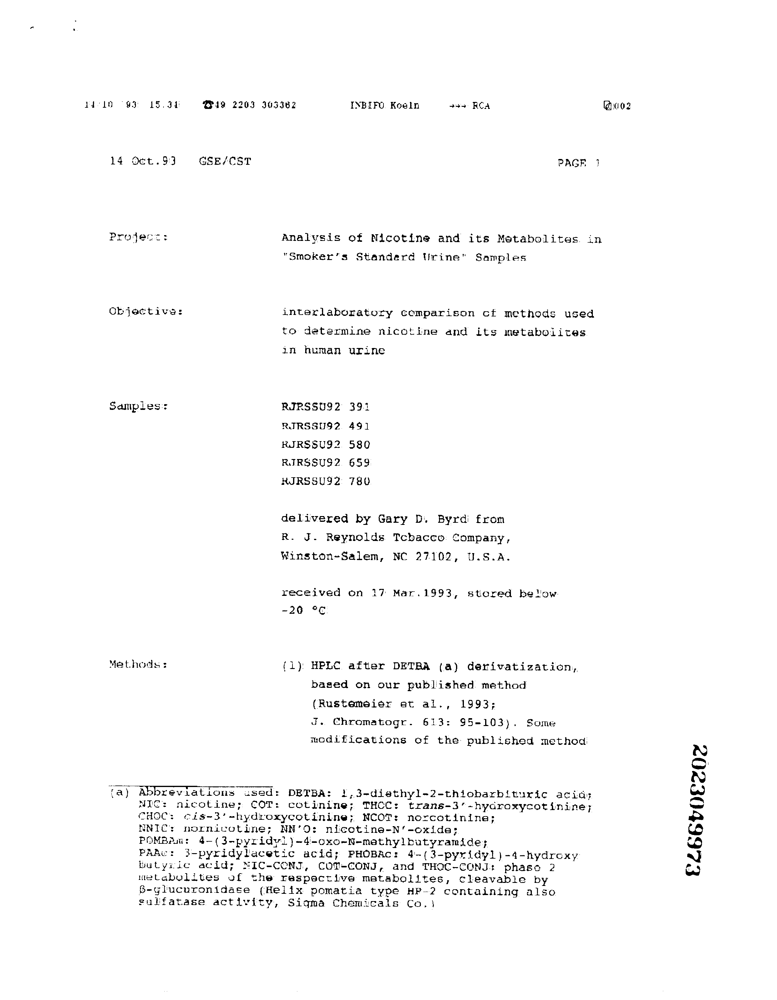 14 10 '93 15.34 ☎49 2203 303362 INBIFO Koeln →→→ RCA 002
14 Oct.93 GSE/CST PAGE 1
Project: Analysis of Nicotine and its Metabolites in
"Smoker's Standard Urine" Samples
Objective: interlaboratory comparison of methods used
to determine nicotine and its metabolites
in human urine
Samples: RJRSSU92 391
RJRSSU92 491
RJRSSU92 580
RJRSSU92 659
RJRSSU92 780
delivered by Gary D. Byrd from
R. J. Reynolds Tobacco Company,
Winston-Salem, NC 27102, U.S.A.
received on 17 Mar.1993, stored below
-20 °C
Methods: (1) HPLC after DETBA (a) derivatization,
based on our published method
(Rustemeier et al., 1993;
J. Chromatogr. 613: 95-103). Some
modifications of the published method
(a) Abbreviations used: DETBA: 1,3-diethyl-2-thiobarbituric acid;
NIC: nicotine; COT: cotinine; THOC: trans-3'-hydroxycotinine;
CHOC: cis-3'-hydroxycotinine; NCOT: norcotinine;
NNIC: nornicotine; NN'O: nicotine-N'-oxide;
POMBAm: 4-(3-pyridyl)-4-oxo-N-methylbutyramide;
PAAc: 3-pyridylacetic acid; PHOBAc: 4-(3-pyridyl)-4-hydroxy
butyric acid; NIC-CONJ, COT-CONJ, and THOC-CONJ: phase 2
metabolites of the respective metabolites, cleavable by
β-glucuronidase (Helix pomatia type HP-2 containing also
sulfatase activity, Sigma Chemicals Co.)
2023049973